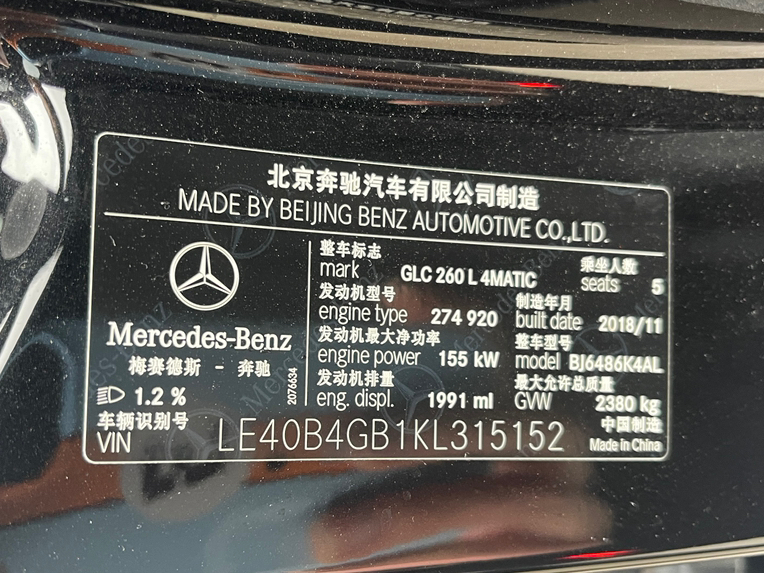 北京奔驰汽车有限公司制造
MADE BY BEIJING BENZ AUTOMOTIVE CO.,LTD.
Mercedes-Benz
梅赛德斯 - 奔驰
1.2 %
2076634
整车标志
mark GLC 260 L 4MATIC
乘坐人数
seats 5
发动机型号
engine type 274 920
制造年月
built date 2018/11
发动机最大净功率
engine power 155 kW
整车型号
model BJ6486K4AL
发动机排量
eng. displ. 1991 ml
最大允许总质量
GVW 2380 kg
车辆识别号
VIN LE40B4GB1KL315152
中国制造
Made in China